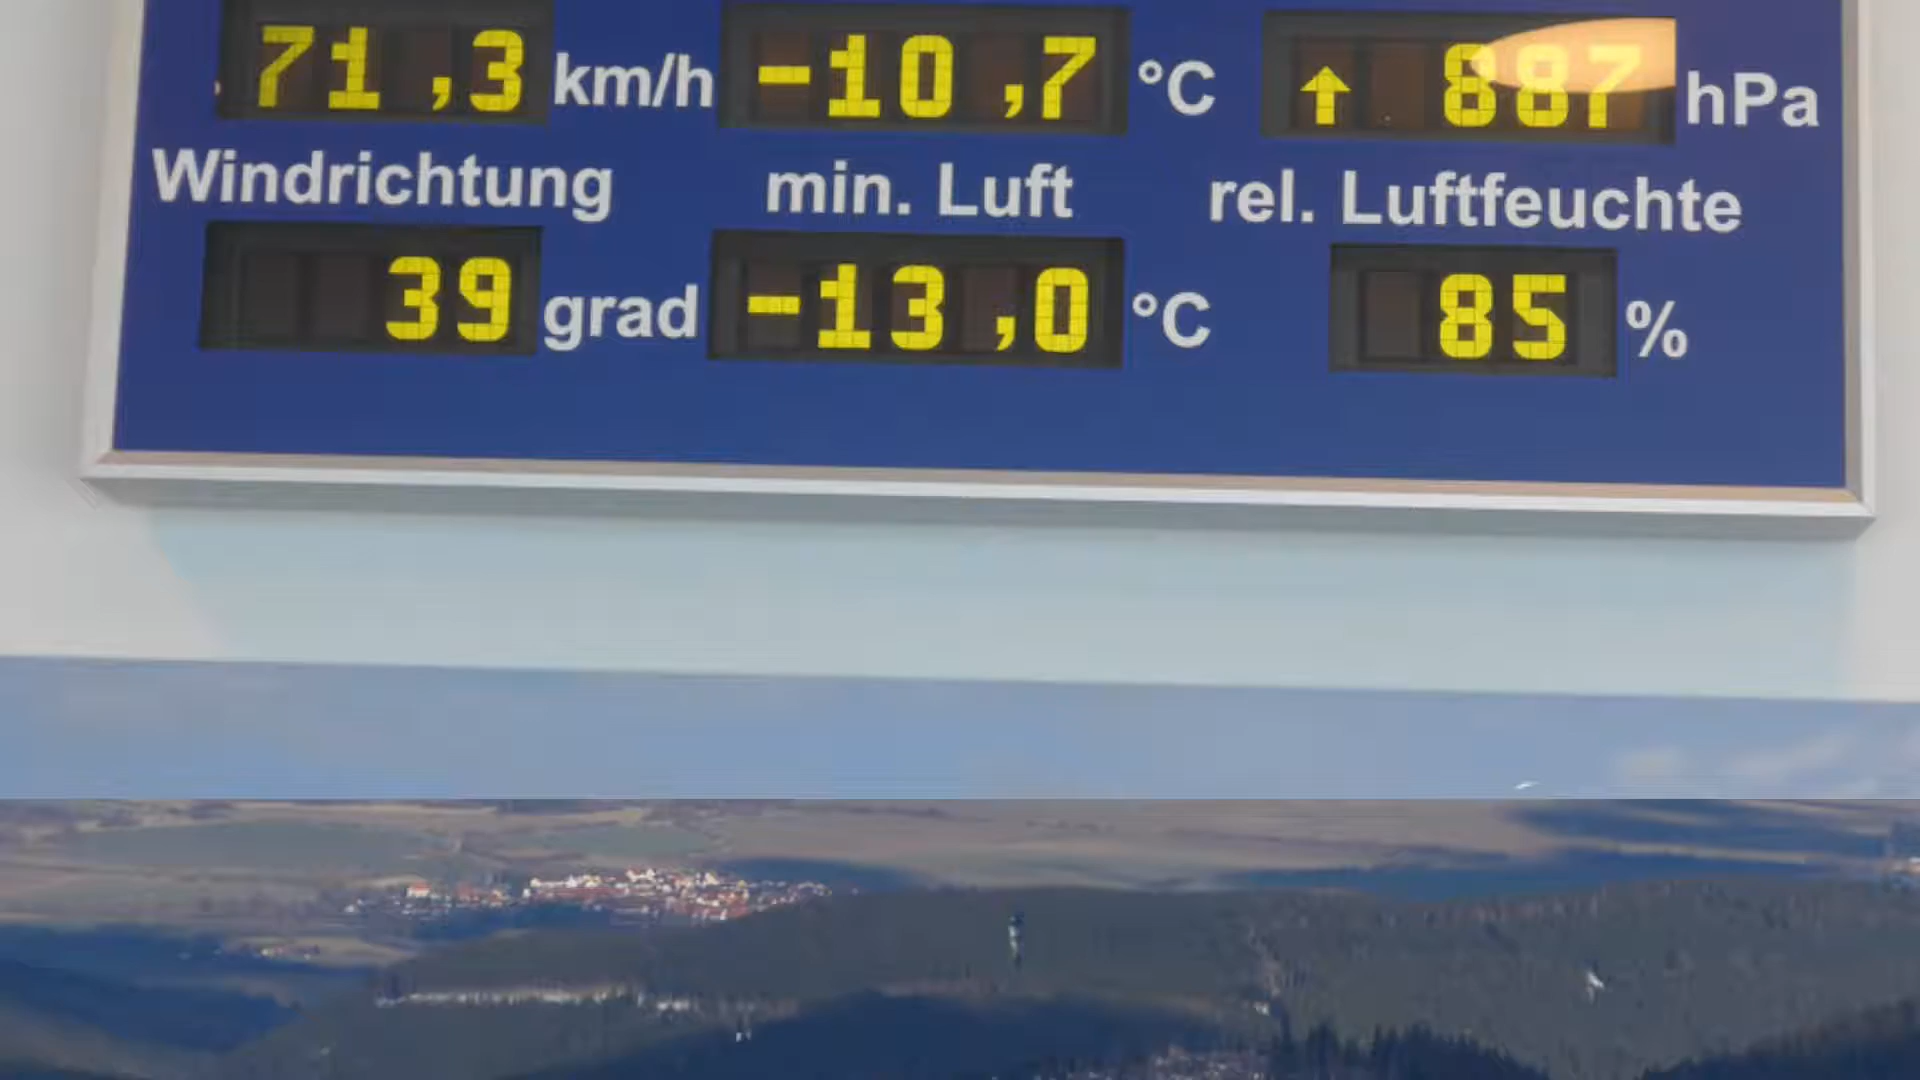 71,3 km/h -10,7 °C ↑ 887 hPa
Windrichtung min. Luft rel. Luftfeuchte
39 grad -13,0 °C 85 %